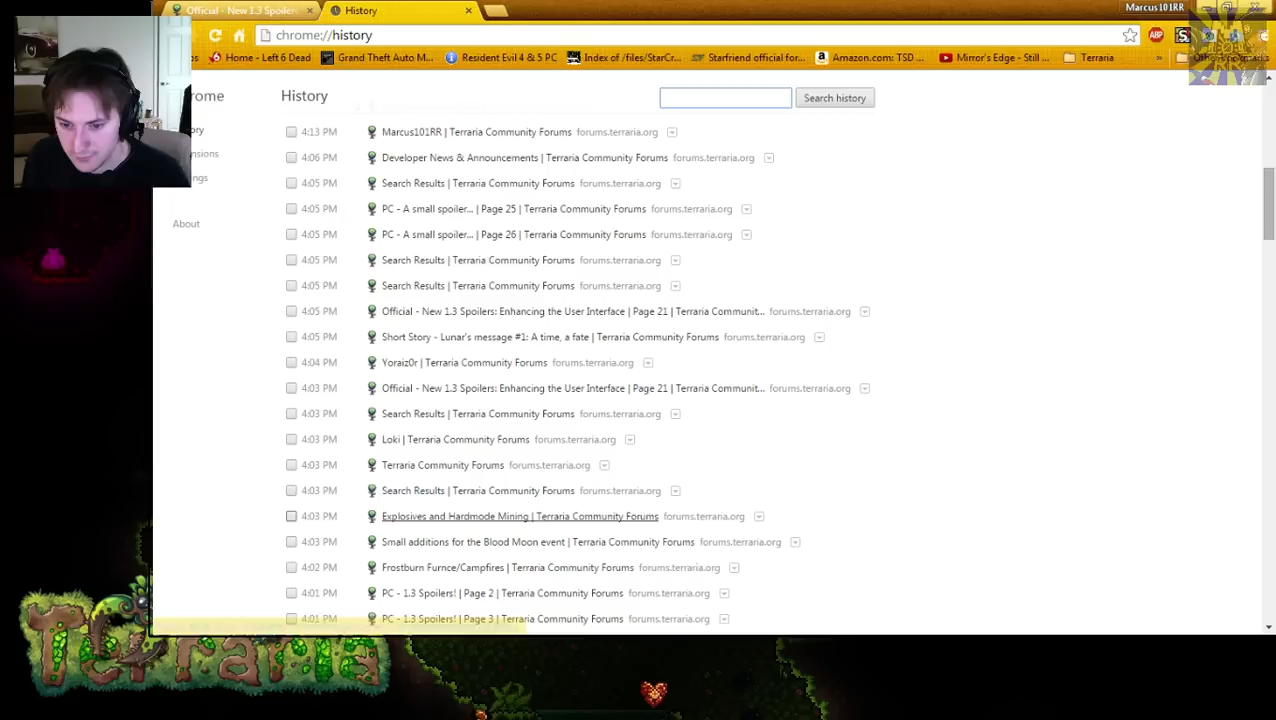 Official - New 1.3 Spoilers
History
Marcus101RR
chrome://history
Home - Left 6 Dead
Grand Theft Auto M...
Resident Evil 4 & 5 PC
Index of /files/StarCr...
Starfriend official for...
Amazon.com: TSD ...
Mirror's Edge - Still ...
Terraria
»
ABP
History
Search history
About
4:13 PM Marcus101RR | Terraria Community Forums forums.terraria.org
4:06 PM Developer News & Announcements | Terraria Community Forums forums.terraria.org
4:05 PM Search Results | Terraria Community Forums forums.terraria.org
4:05 PM PC - A small spoiler... | Page 25 | Terraria Community Forums forums.terraria.org
4:05 PM PC - A small spoiler... | Page 26 | Terraria Community Forums forums.terraria.org
4:05 PM Search Results | Terraria Community Forums forums.terraria.org
4:05 PM Search Results | Terraria Community Forums forums.terraria.org
4:05 PM Official - New 1.3 Spoilers: Enhancing the User Interface | Page 21 | Terraria Communit... forums.terraria.org
4:05 PM Short Story - Lunar's message #1: A time, a fate | Terraria Community Forums forums.terraria.org
4:04 PM Yoraiz0r | Terraria Community Forums forums.terraria.org
4:03 PM Official - New 1.3 Spoilers: Enhancing the User Interface | Page 21 | Terraria Communit... forums.terraria.org
4:03 PM Search Results | Terraria Community Forums forums.terraria.org
4:03 PM Loki | Terraria Community Forums forums.terraria.org
4:03 PM Terraria Community Forums forums.terraria.org
4:03 PM Search Results | Terraria Community Forums forums.terraria.org
4:03 PM Explosives and Hardmode Mining | Terraria Community Forums forums.terraria.org
4:03 PM Small additions for the Blood Moon event | Terraria Community Forums forums.terraria.org
4:02 PM Frostburn Furnce/Campfires | Terraria Community Forums forums.terraria.org
4:01 PM PC - 1.3 Spoilers! | Page 2 | Terraria Community Forums forums.terraria.org
4:01 PM PC - 1.3 Spoilers! | Page 3 | Terraria Community Forums forums.terraria.org
Terraria